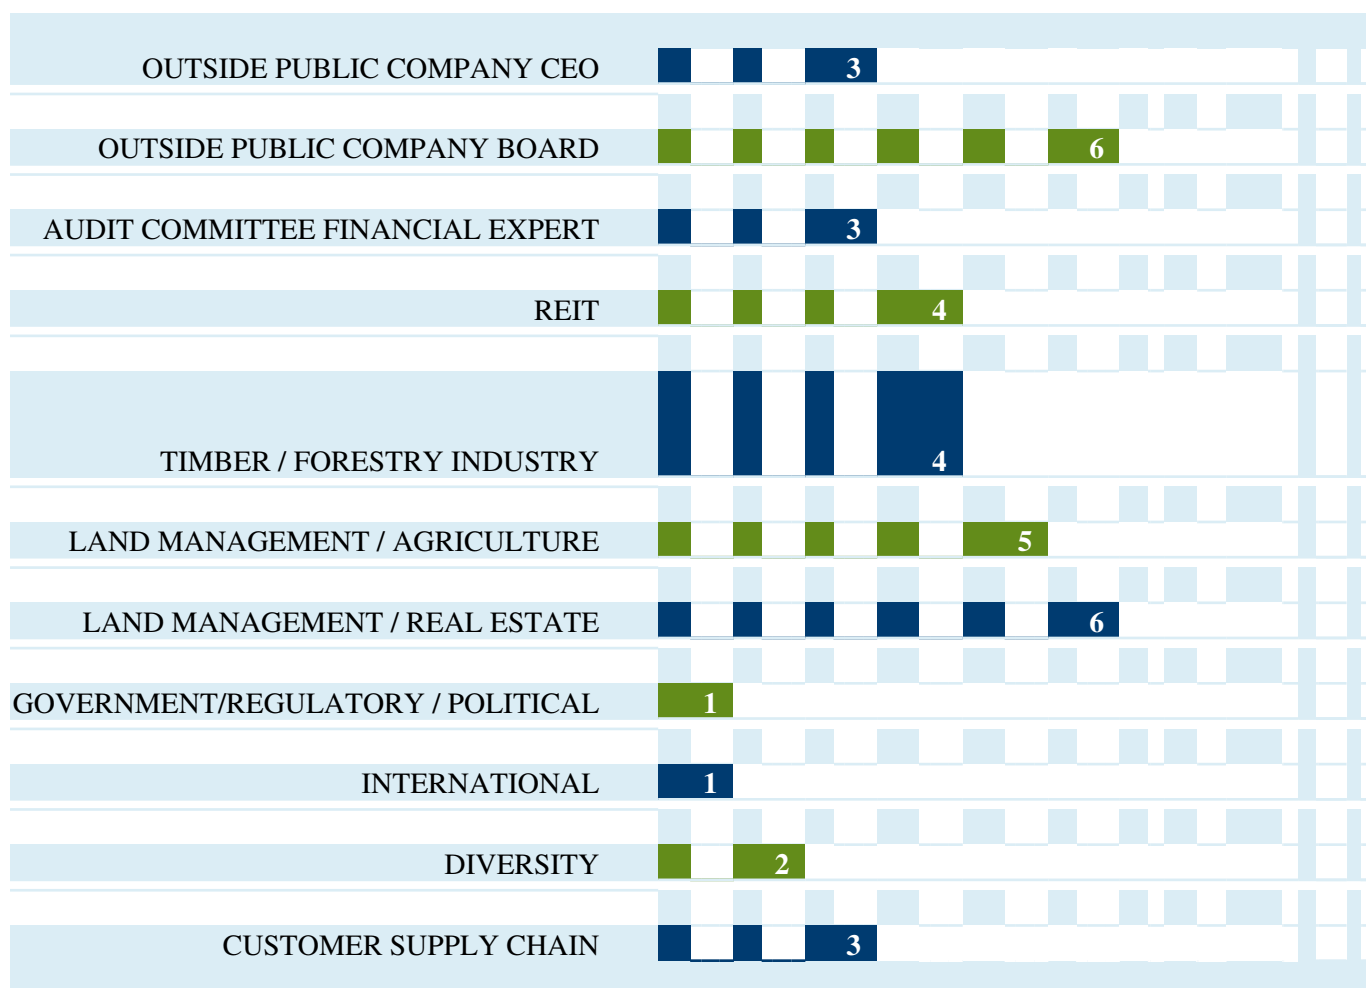 OUTSIDE PUBLIC COMPANY CEO 3
OUTSIDE PUBLIC COMPANY BOARD 6
AUDIT COMMITTEE FINANCIAL EXPERT 3
REIT 4
TIMBER / FORESTRY INDUSTRY 4
LAND MANAGEMENT / AGRICULTURE 5
LAND MANAGEMENT / REAL ESTATE 6
GOVERNMENT/REGULATORY / POLITICAL 1
INTERNATIONAL 1
DIVERSITY 2
CUSTOMER SUPPLY CHAIN 3